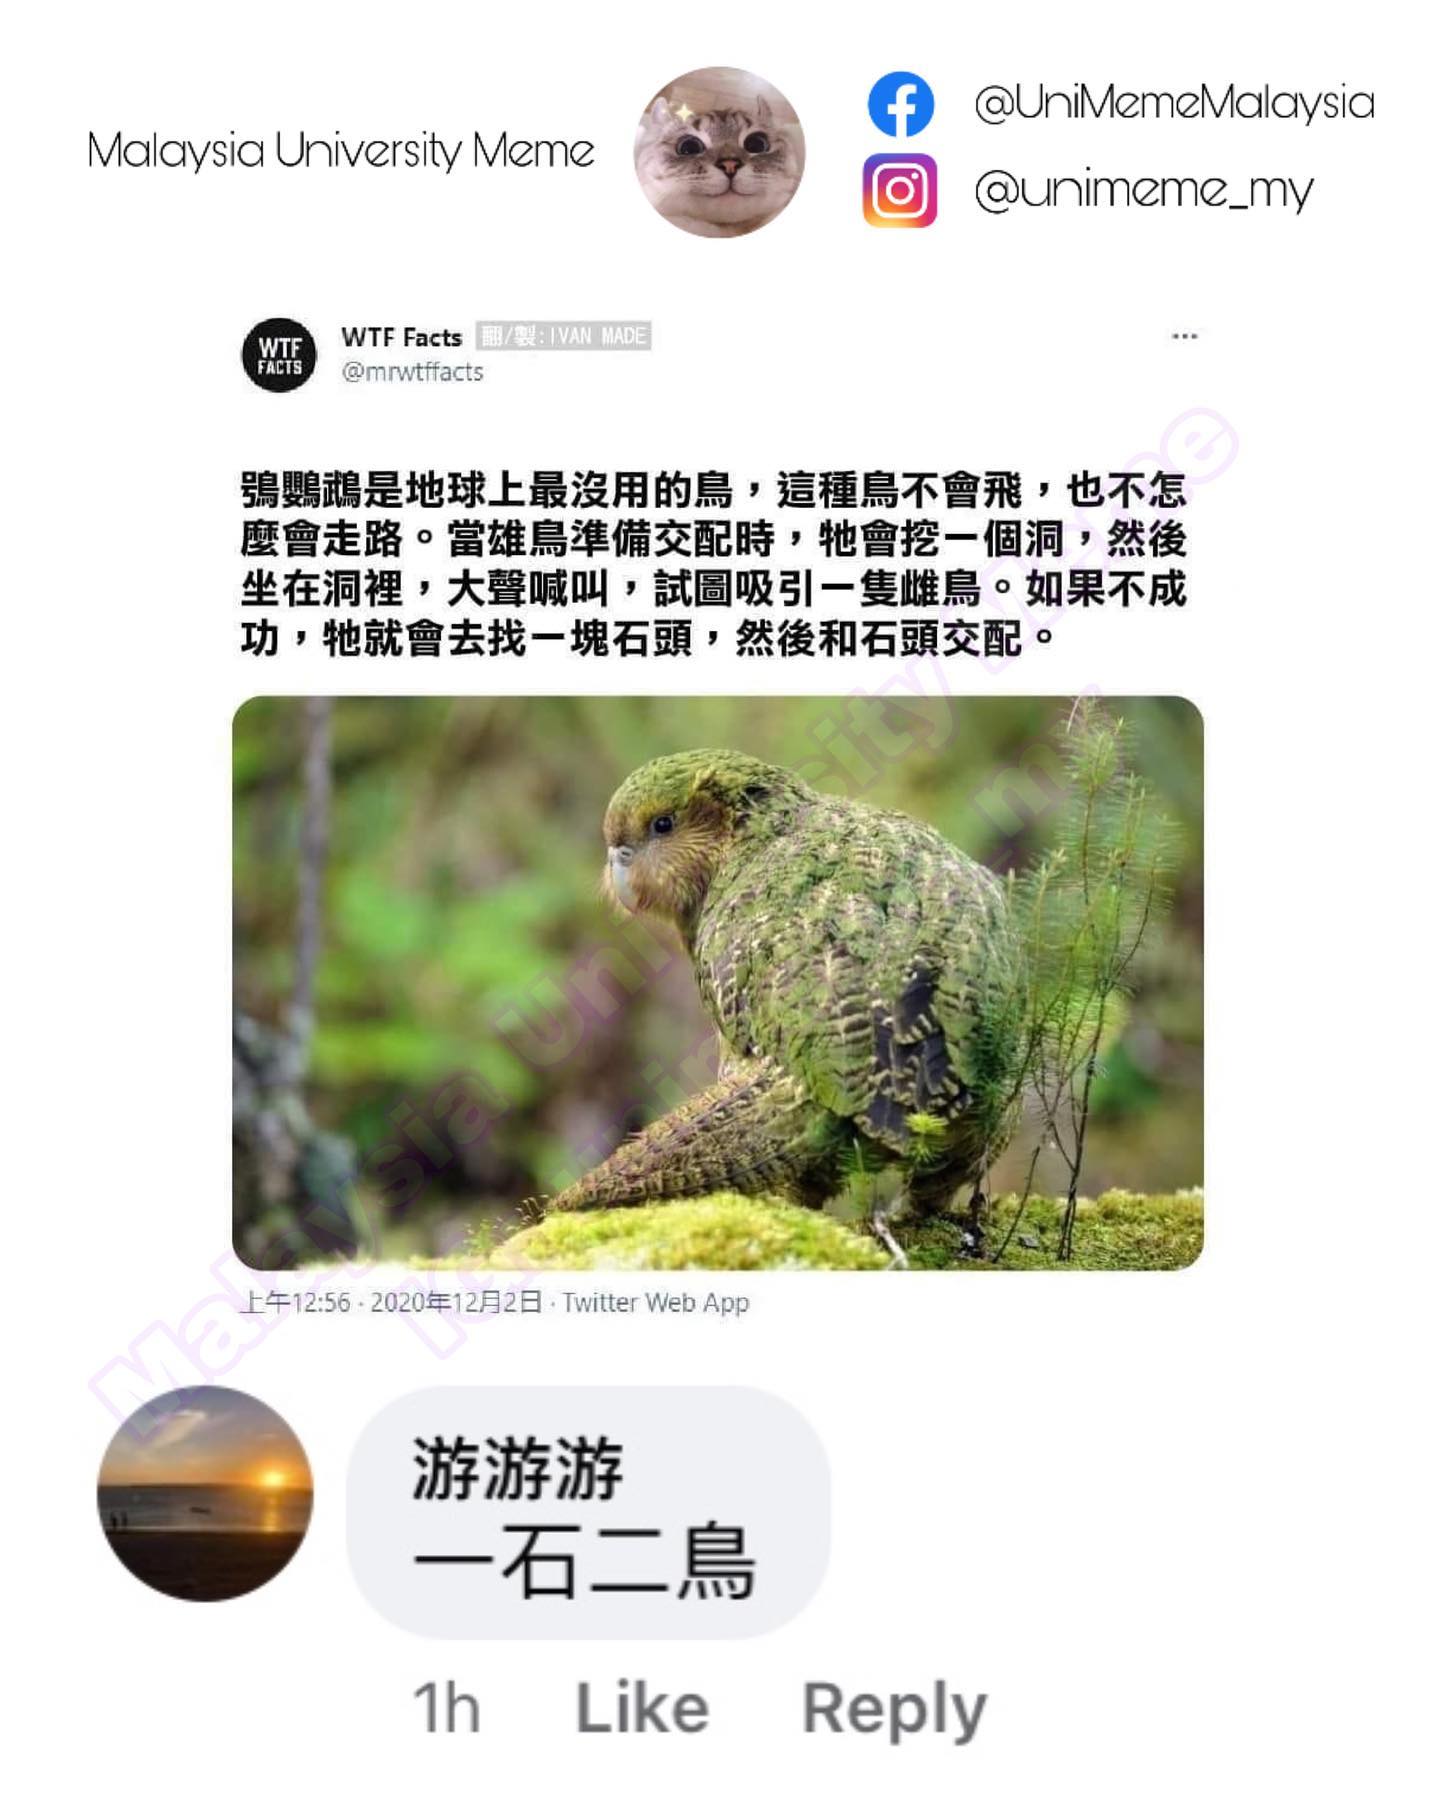 Malaysia University Meme
@UniMemeMalaysia
@unimeme_my
WTF FACTS
WTF Facts 翻/製:IVAN MADE
@mrwtffacts
鴞鸚鵡是地球上最沒用的鳥，這種鳥不會飛，也不怎
麼會走路。當雄鳥準備交配時，牠會挖一個洞，然後
坐在洞裡，大聲喊叫，試圖吸引一隻雌鳥。如果不成
功，牠就會去找一塊石頭，然後和石頭交配。
上午12:56 · 2020年12月2日 · Twitter Web App
Malaysia University Meme
游游游
一石二鳥
1h Like Reply